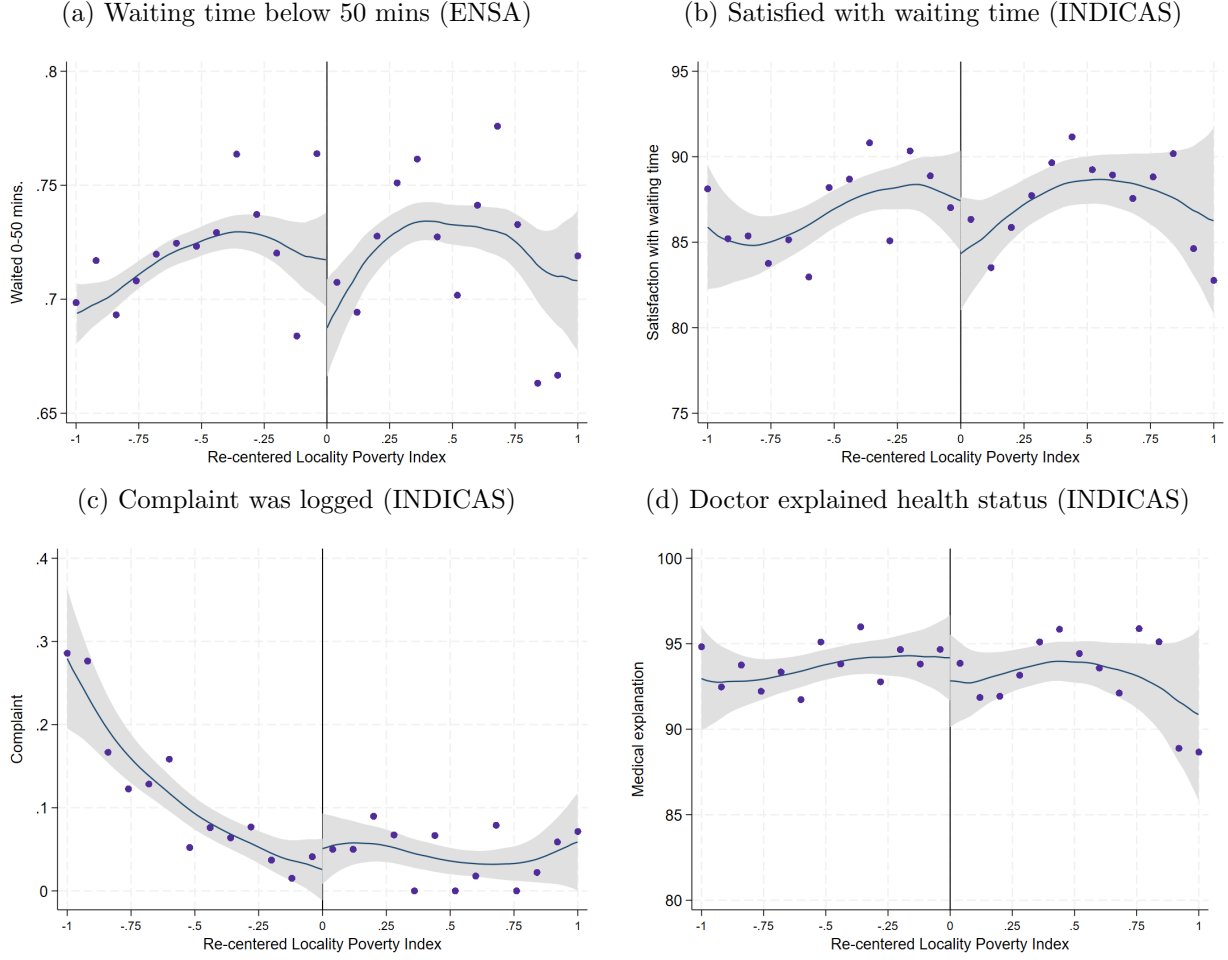 (a) Waiting time below 50 mins (ENSA)
Waited 0-50 mins.
.8
.75
.7
.65
-1 -.75 -.5 -.25 0 .25 .5 .75 1
Re-centered Locality Poverty Index
(b) Satisfied with waiting time (INDICAS)
Satisfaction with waiting time
95
90
85
80
75
-1 -.75 -.5 -.25 0 .25 .5 .75 1
Re-centered Locality Poverty Index
(c) Complaint was logged (INDICAS)
Complaint
.4
.3
.2
.1
0
-1 -.75 -.5 -.25 0 .25 .5 .75 1
Re-centered Locality Poverty Index
(d) Doctor explained health status (INDICAS)
Medical explanation
100
95
90
85
80
-1 -.75 -.5 -.25 0 .25 .5 .75 1
Re-centered Locality Poverty Index